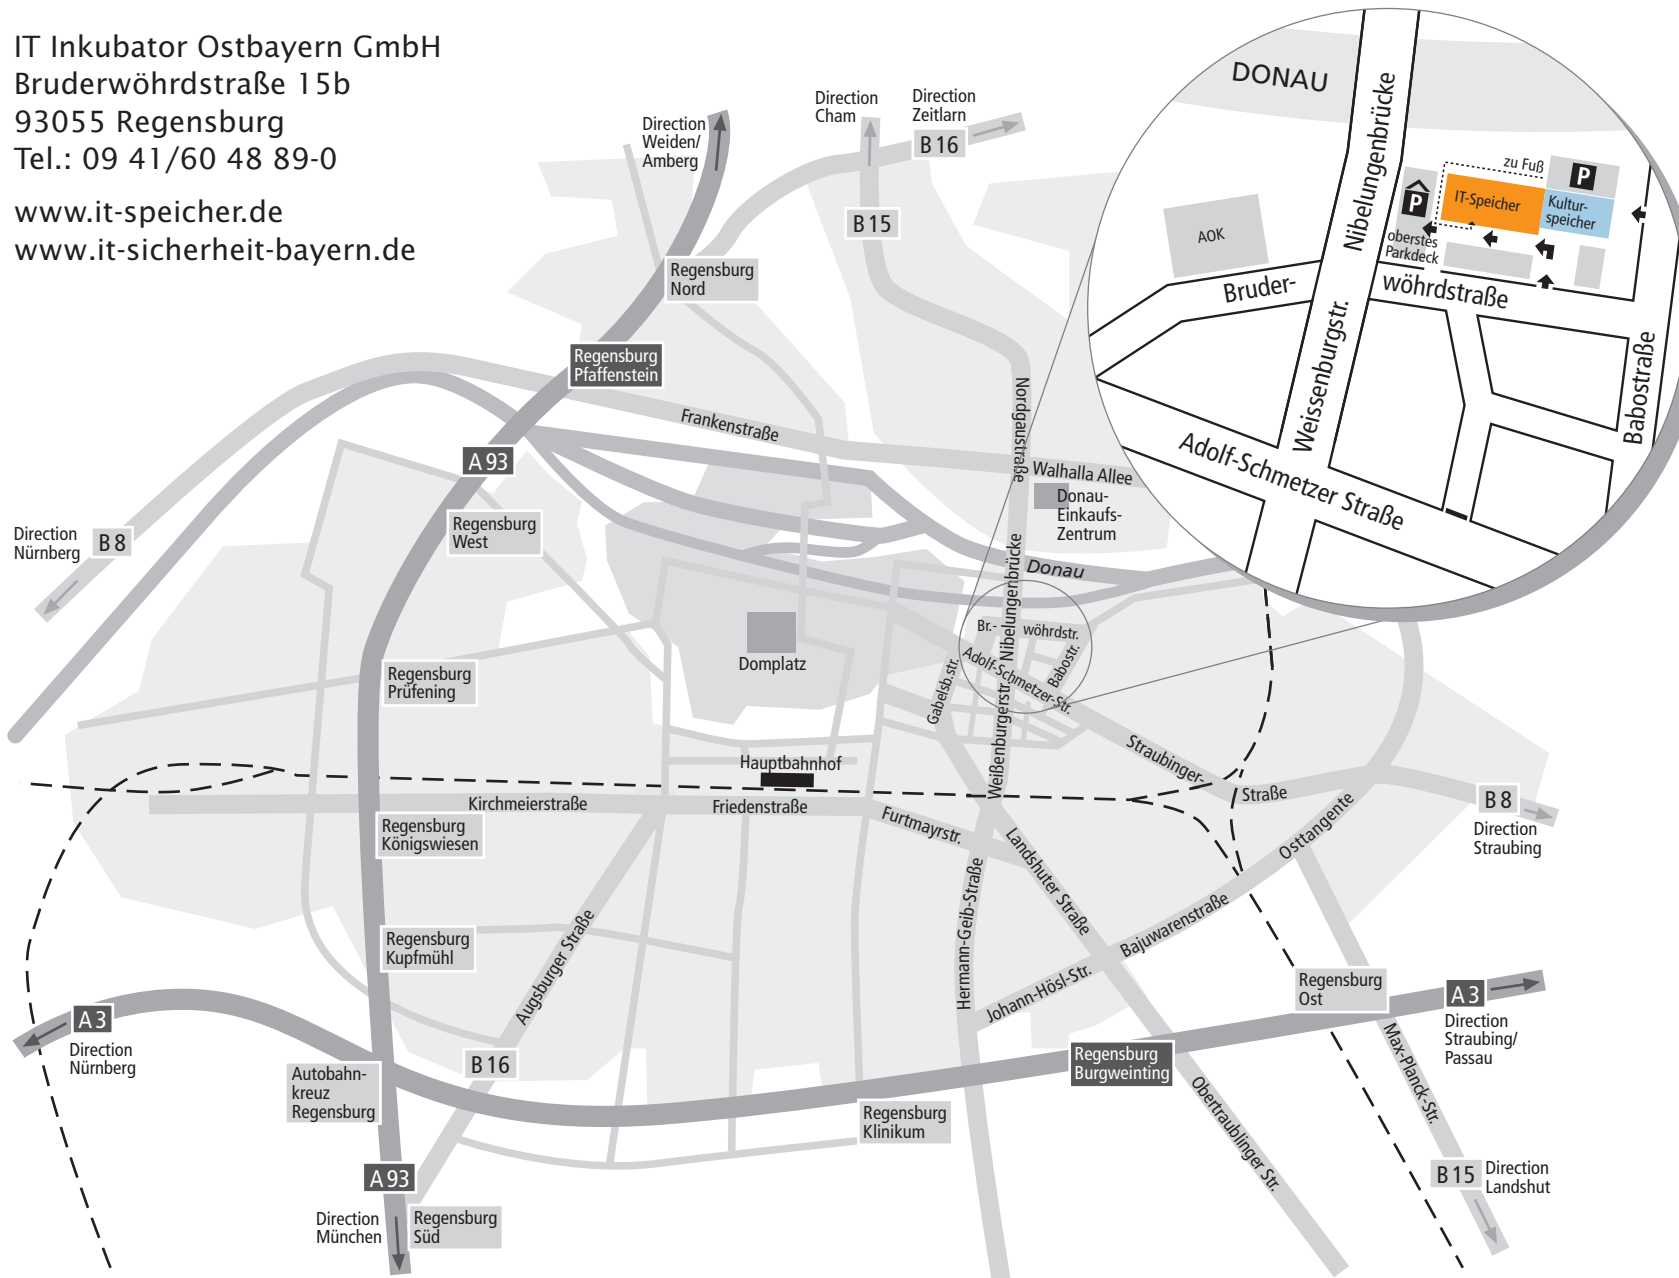 IT Inkubator Ostbayern GmbH
Bruderwöhrdstraße 15b
93055 Regensburg
Tel.: 09 41/60 48 89-0
www.it-speicher.de
www.it-sicherheit-bayern.de
Direction
Weiden/
Amberg
Direction
Cham
Direction
Zeitlarn
B 16
B 15
Regensburg
Nord
Regensburg
Pfaffenstein
A 93
Frankenstraße
Nordgaustraße
Walhalla Allee
Donau-
Einkaufs-
Zentrum
Direction
Nürnberg
B 8
Regensburg
West
Donau
Nibelungenbrücke
Br.-
wöhrdstr.
Babostr.
Adolf-Schmetzer-Str.
Gabelsb.str.
Weißenburgerstr.
Domplatz
Regensburg
Prüfening
Hauptbahnhof
Straubinger-
Straße
Kirchmeierstraße
Friedenstraße
Furtmayrstr.
Regensburg
Königswiesen
Landshuter Straße
Hermann-Geib-Straße
Osttangente
B 8
Direction
Straubing
Bajuwarenstraße
Johann-Hösl-Str.
Regensburg
Kupfmühl
Augsburger Straße
Regensburg
Ost
A 3
Direction
Straubing/
Passau
A 3
Direction
Nürnberg
B 16
Autobahn-
kreuz
Regensburg
Regensburg
Burgweinting
Max-Planck-Str.
Obertraublinger Str.
Regensburg
Klinikum
A 93
Direction
München
Regensburg
Süd
B 15
Direction
Landshut
DONAU
Nibelungenbrücke
zu Fuß
P
P
IT-Speicher
Kultur-
speicher
oberstes
Parkdeck
AOK
Bruder-
wöhrdstraße
Weissenburgstr.
Babostraße
Adolf-Schmetzer Straße